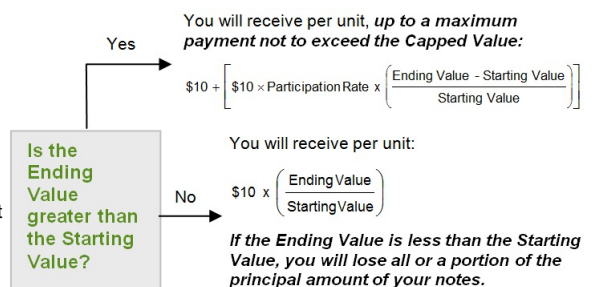 You will receive per unit, up to a maximum
payment not to exceed the Capped Value:
Yes
$10 + [ $10 × Participation Rate x ( Ending Value - Starting Value / Starting Value ) ]
Is the
Ending
Value
greater than
the Starting
Value?
No
You will receive per unit:
$10 x ( Ending Value / Starting Value )
If the Ending Value is less than the Starting
Value, you will lose all or a portion of the
principal amount of your notes.